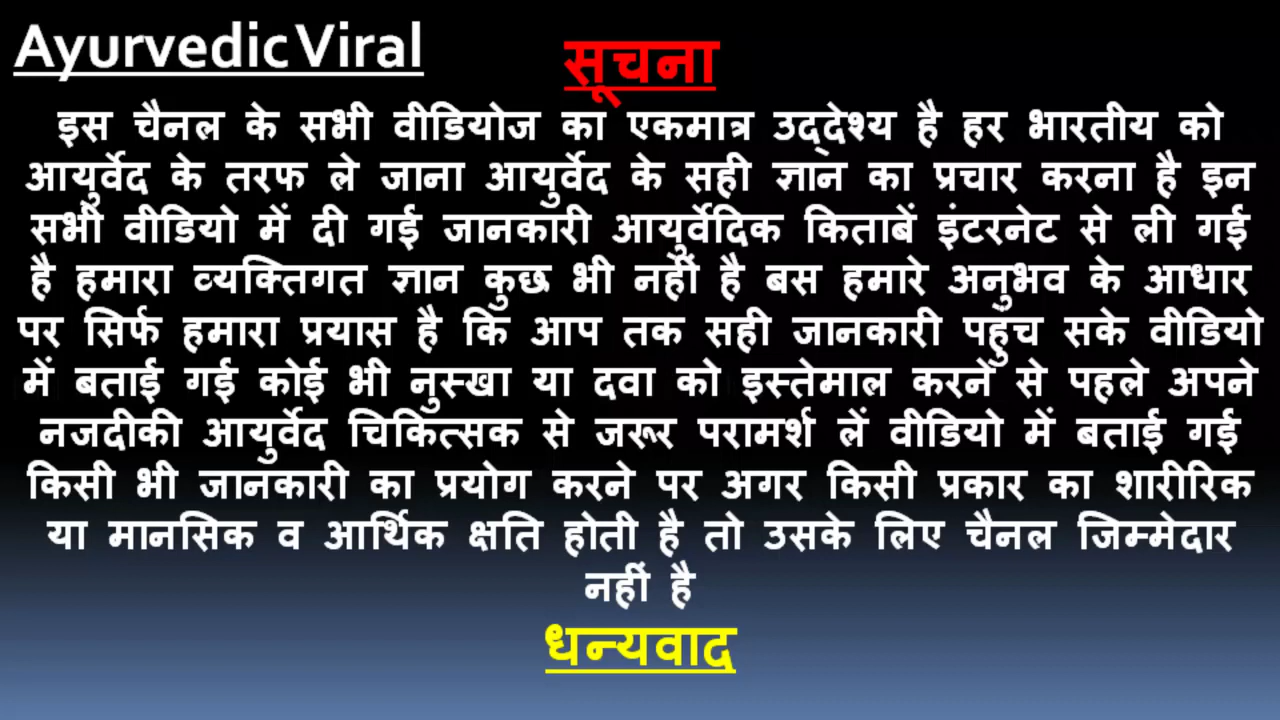 Ayurvedic Viral
सूचना
इस चैनल के सभी वीडियोज का एकमात्र उद्देश्य है हर भारतीय को
आयुर्वेद के तरफ ले जाना आयुर्वेद के सही ज्ञान का प्रचार करना है इन
सभी वीडियो में दी गई जानकारी आयुर्वेदिक किताबें इंटरनेट से ली गई
है हमारा व्यक्तिगत ज्ञान कुछ भी नहीं है बस हमारे अनुभव के आधार
पर सिर्फ हमारा प्रयास है कि आप तक सही जानकारी पहुंच सके वीडियो
में बताई गई कोई भी नुस्खा या दवा को इस्तेमाल करनें से पहले अपने
नजदीकी आयुर्वेद चिकित्सक से जरूर परामर्श लें वीडियो में बताई गई
किसी भी जानकारी का प्रयोग करने पर अगर किसी प्रकार का शारीरिक
या मानसिक व आर्थिक क्षति होती है तो उसके लिए चैनल जिम्मेदार
नहीं है
धन्यवाद